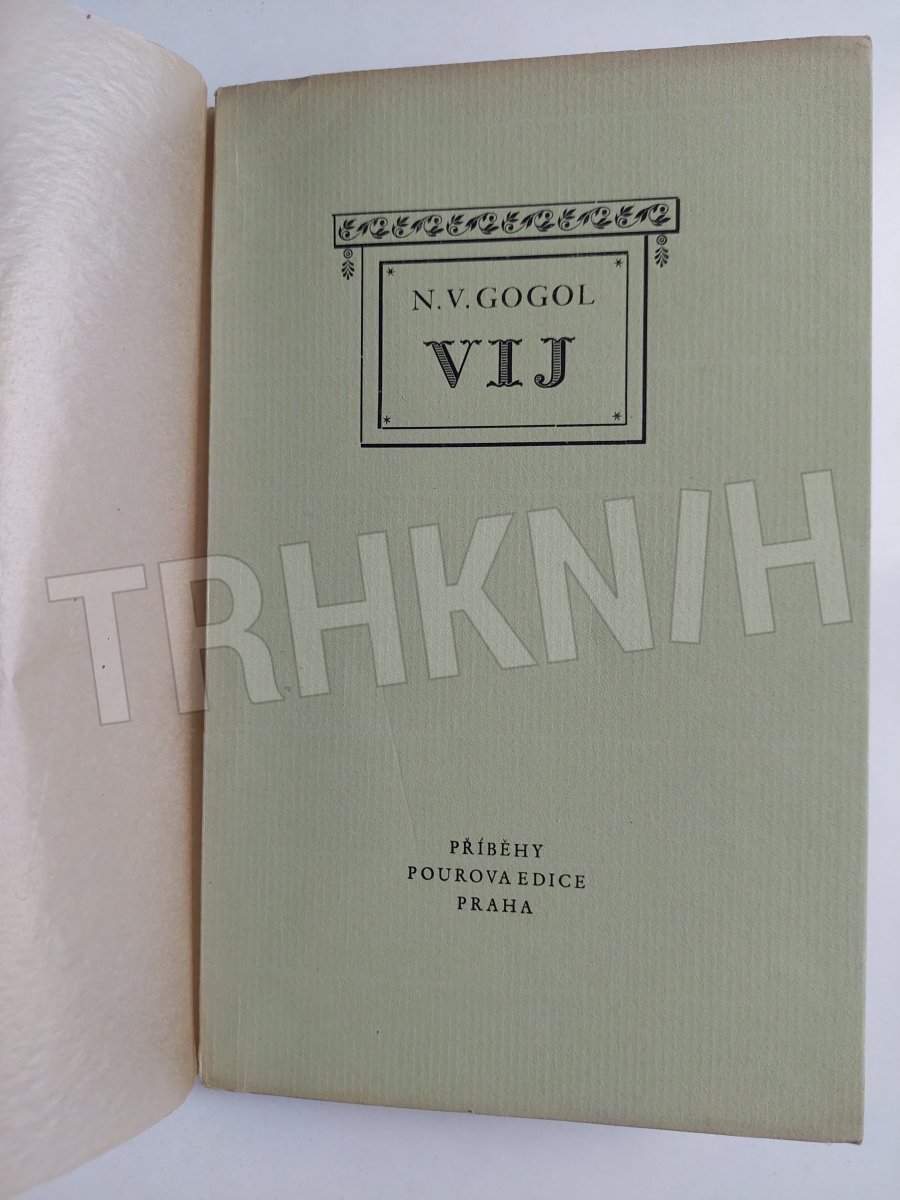 N. V. GOGOL
VIJ
TRHKNIH
PŘÍBĚHY
POUROVA EDICE
PRAHA